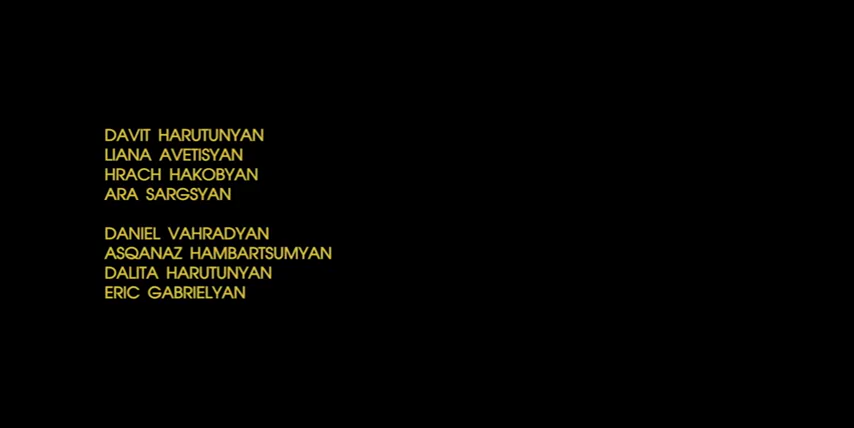 DAVIT HARUTUNYAN
LIANA AVETISYAN
HRACH HAKOBYAN
ARA SARGSYAN
DANIEL VAHRADYAN
ASQANAZ HAMBARTSUMYAN
DALITA HARUTUNYAN
ERIC GABRIELYAN